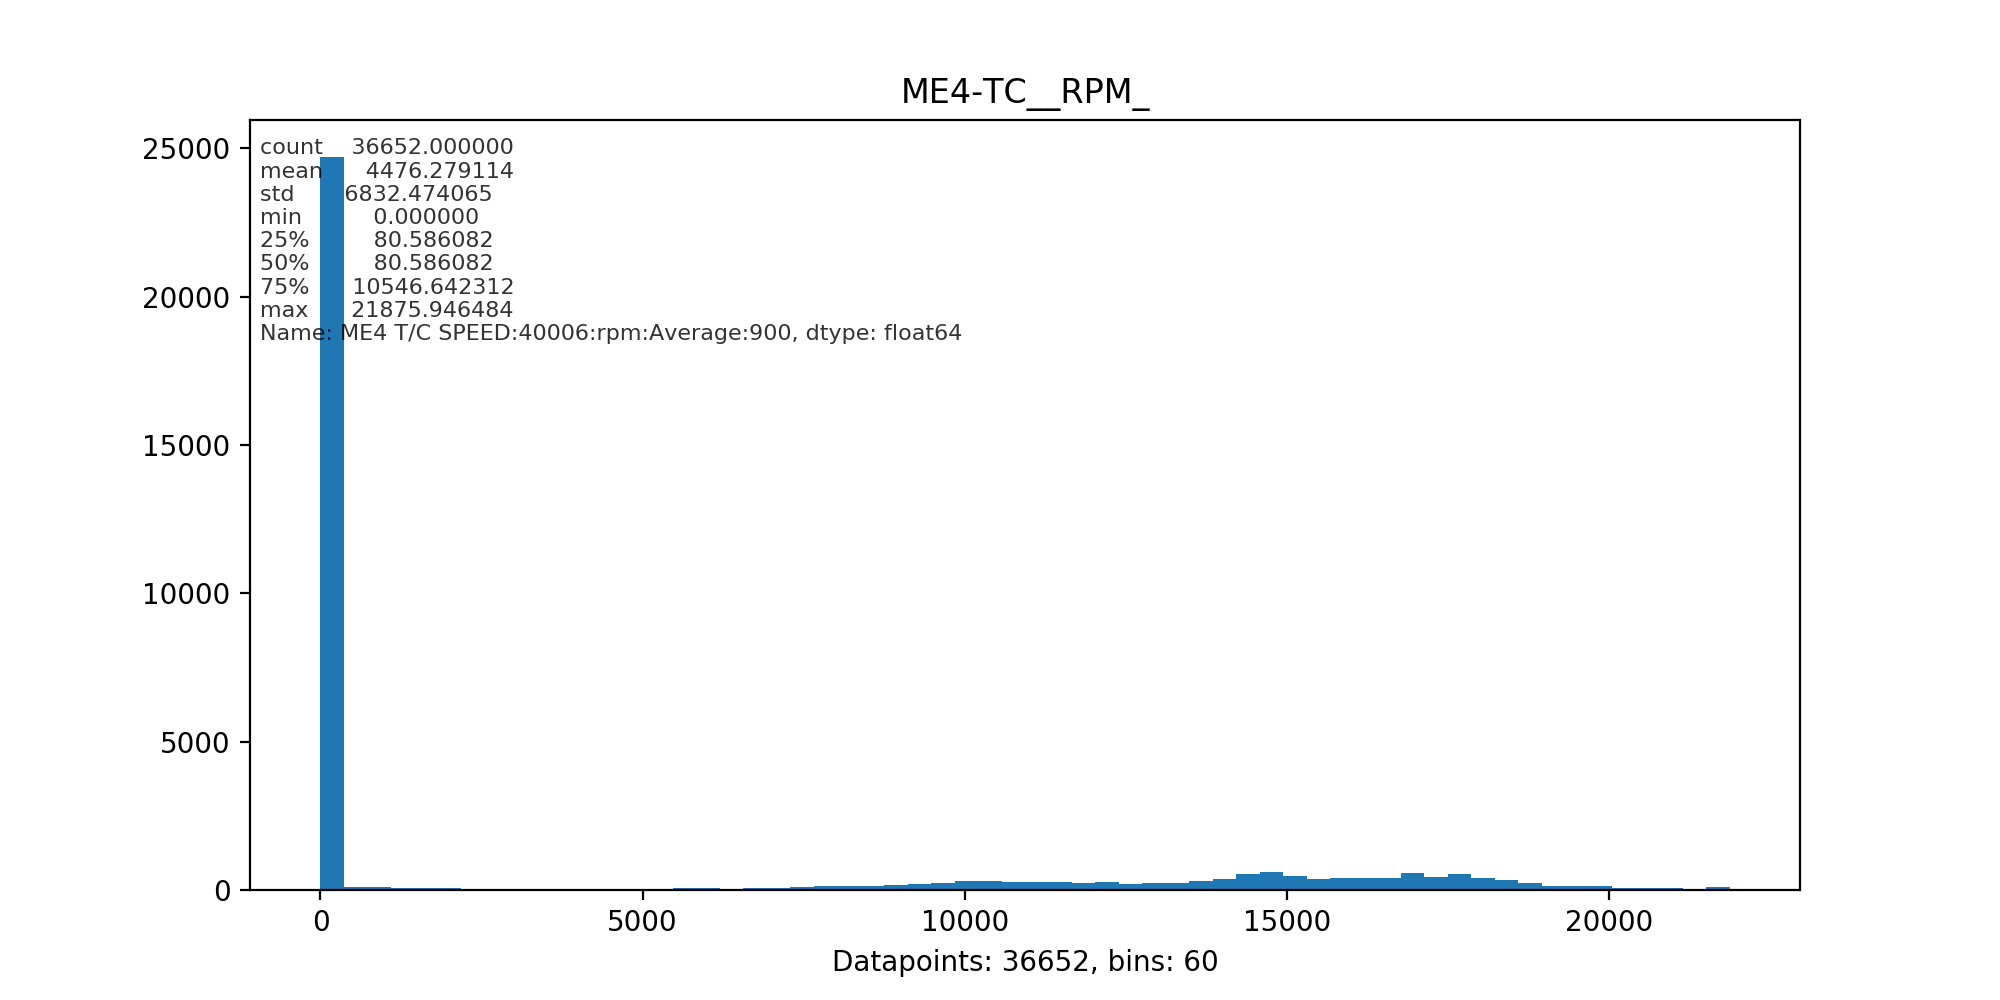 ME4-TC__RPM_
25000
20000
15000
10000
5000
0
count 36652.000000
mean 4476.279114
std 6832.474065
min 0.000000
25% 80.586082
50% 80.586082
75% 10546.642312
max 21875.946484
Name: ME4 T/C SPEED:40006:rpm:Average:900, dtype: float64
0 5000 10000 15000 20000
Datapoints: 36652, bins: 60